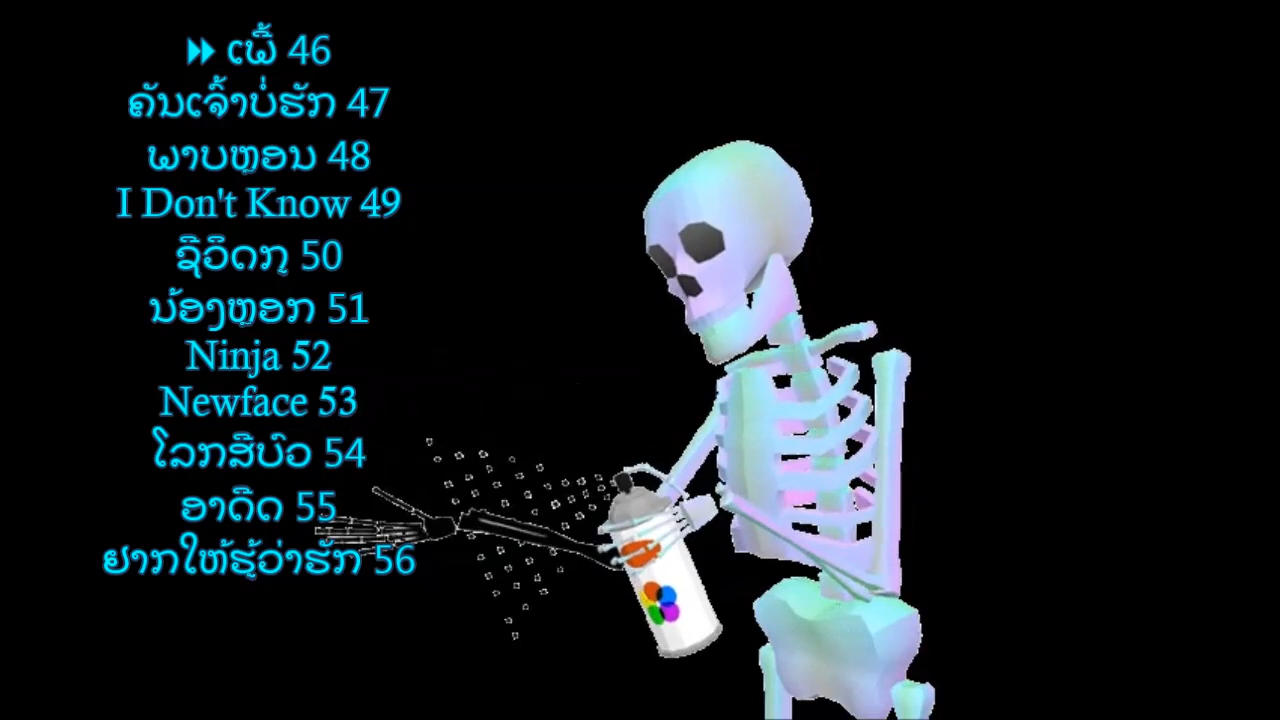 ⏩ ເພື້ 46
ຄັນເຈົ້າບໍ່ຮັກ 47
ພາບຫຼອນ 48
I Don't Know 49
ຊີວິດກູ 50
ນ້ອງຫຼອກ 51
Ninja 52
Newface 53
ໂລກສີບົວ 54
ອາດີດ 55
ຢາກໃຫ້ຮູ້ວ່າຮັກ 56